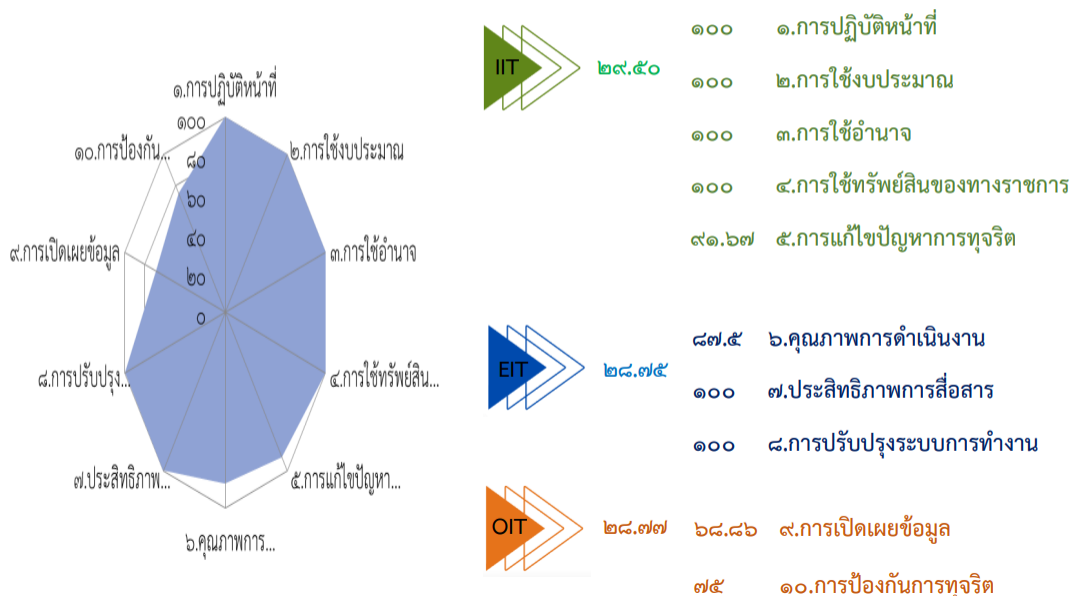 ๑.การปฏิบัติหน้าที่
๒.การใช้งบประมาณ
๓.การใช้อำนาจ
๔.การใช้ทรัพย์สิน...
๕.การแก้ไขปัญหา...
๖.คุณภาพการ...
๗.ประสิทธิภาพ...
๘.การปรับปรุง...
๙.การเปิดเผยข้อมูล
๑๐.การป้องกัน...
๑๐๐
๘๐
๖๐
๔๐
๒๐
๐
IIT ๒๙.๕๐
๑๐๐ ๑.การปฏิบัติหน้าที่
๑๐๐ ๒.การใช้งบประมาณ
๑๐๐ ๓.การใช้อำนาจ
๑๐๐ ๔.การใช้ทรัพย์สินของทางราชการ
๙๑.๖๗ ๕.การแก้ไขปัญหาการทุจริต
EIT ๒๘.๗๕
๘๗.๕ ๖.คุณภาพการดำเนินงาน
๑๐๐ ๗.ประสิทธิภาพการสื่อสาร
๑๐๐ ๘.การปรับปรุงระบบการทำงาน
OIT ๒๘.๗๗
๖๘.๘๖ ๙.การเปิดเผยข้อมูล
๗๕ ๑๐.การป้องกันการทุจริต